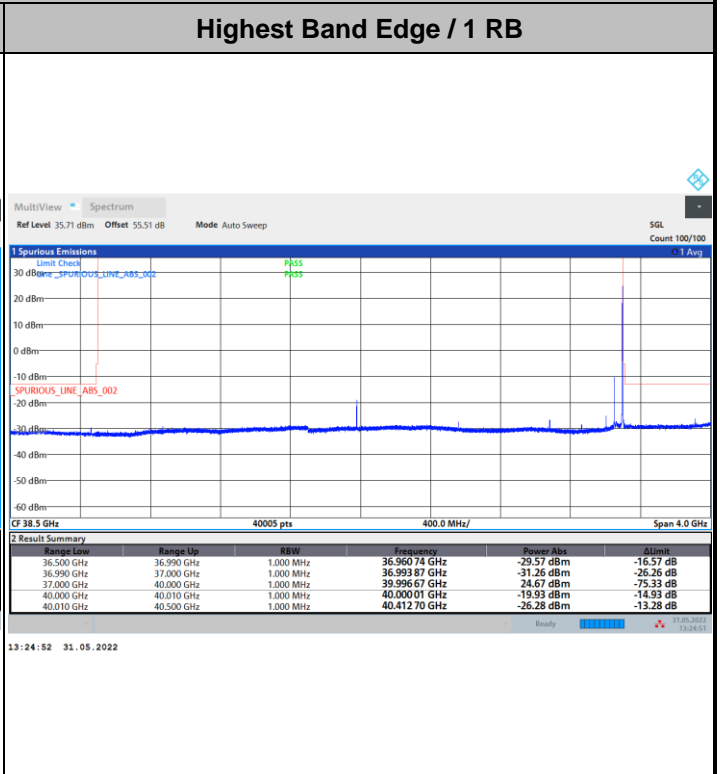 Highest Band Edge / 1 RB
MultiView Spectrum
Ref Level 35.71 dBm Offset 55.51 dB Mode Auto Sweep SGL
Count 100/100
1 Spurious Emissions 1 Avg
Limit Check PASS
30 dBm Line _SPURIOUS_LINE_ABS_002 PASS
20 dBm
10 dBm
0 dBm
-10 dBm
_SPURIOUS_LINE_ABS_002
-20 dBm
-30 dBm
-40 dBm
-50 dBm
-60 dBm
CF 38.5 GHz 40005 pts 400.0 MHz/ Span 4.0 GHz
2 Result Summary
Range Low Range Up RBW Frequency Power Abs ΔLimit
36.500 GHz 36.990 GHz 1.000 MHz 36.960 74 GHz -29.57 dBm -16.57 dB
36.990 GHz 37.000 GHz 1.000 MHz 36.993 87 GHz -31.26 dBm -26.26 dB
37.000 GHz 40.000 GHz 1.000 MHz 39.996 67 GHz 24.67 dBm -75.33 dB
40.000 GHz 40.010 GHz 1.000 MHz 40.000 01 GHz -19.93 dBm -14.93 dB
40.010 GHz 40.500 GHz 1.000 MHz 40.412 70 GHz -26.28 dBm -13.28 dB
Ready 31.05.2022
13:24:51
13:24:52 31.05.2022